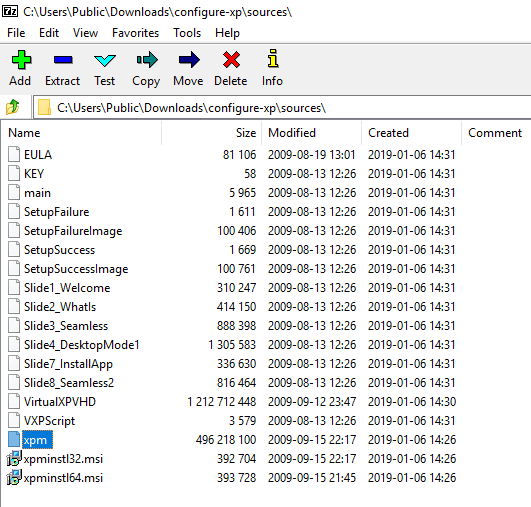 7z C:\Users\Public\Downloads\configure-xp\sources\
File Edit View Favorites Tools Help
Add Extract Test Copy Move Delete Info
C:\Users\Public\Downloads\configure-xp\sources\
Name Size Modified Created Comment
EULA 81 106 2009-08-19 13:01 2019-01-06 14:31
KEY 58 2009-08-13 12:26 2019-01-06 14:31
main 5 965 2009-08-13 12:26 2019-01-06 14:31
SetupFailure 1 611 2009-08-13 12:26 2019-01-06 14:31
SetupFailureImage 100 406 2009-08-13 12:26 2019-01-06 14:31
SetupSuccess 1 669 2009-08-13 12:26 2019-01-06 14:31
SetupSuccessImage 100 761 2009-08-13 12:26 2019-01-06 14:31
Slide1_Welcome 310 247 2009-08-13 12:26 2019-01-06 14:31
Slide2_WhatIs 414 150 2009-08-13 12:26 2019-01-06 14:31
Slide3_Seamless 888 398 2009-08-13 12:26 2019-01-06 14:31
Slide4_DesktopMode1 1 305 583 2009-08-13 12:26 2019-01-06 14:31
Slide7_InstallApp 336 630 2009-08-13 12:26 2019-01-06 14:31
Slide8_Seamless2 816 464 2009-08-13 12:26 2019-01-06 14:31
VirtualXPVHD 1 212 712 448 2009-09-12 23:47 2019-01-06 14:30
VXPScript 3 579 2009-08-13 12:26 2019-01-06 14:31
xpm 496 218 100 2009-09-15 22:17 2019-01-06 14:26
xpminstl32.msi 392 704 2009-09-15 22:17 2019-01-06 14:26
xpminstl64.msi 393 728 2009-09-15 21:45 2019-01-06 14:26